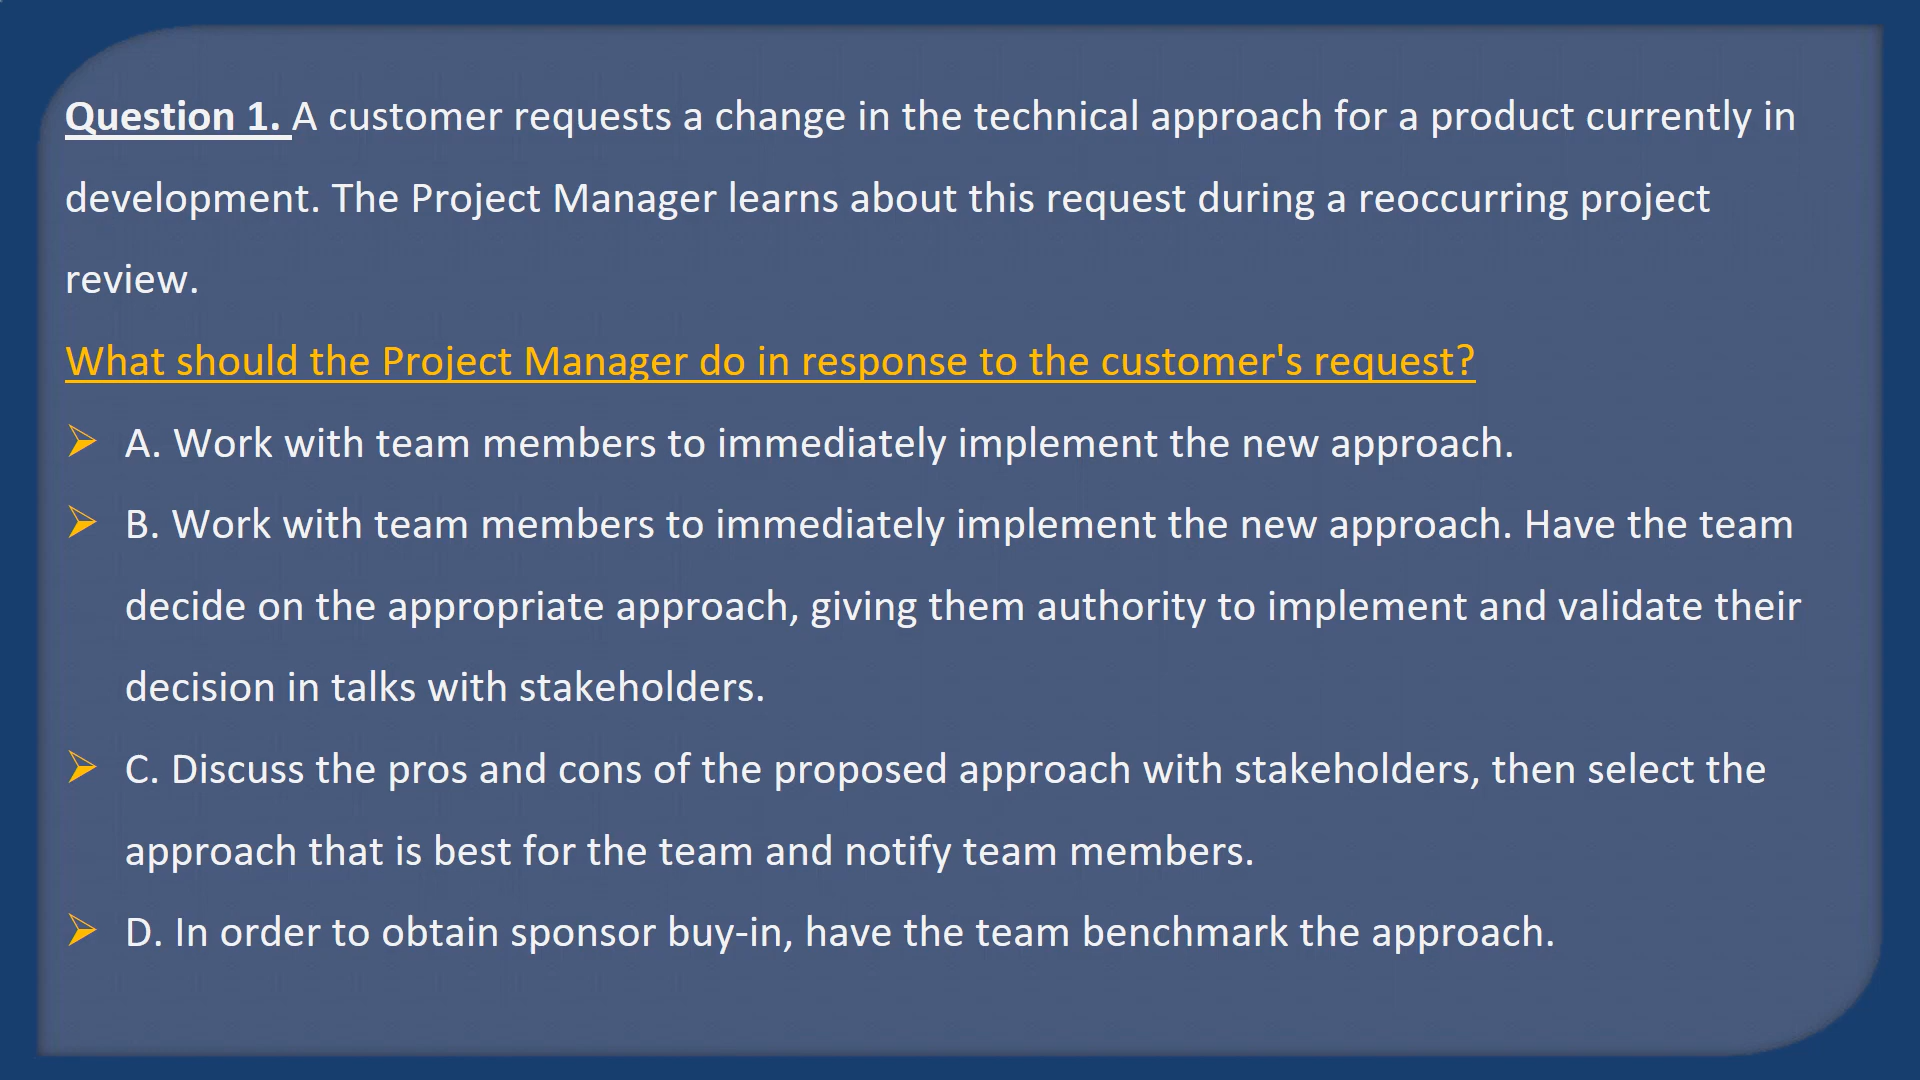 Question 1. A customer requests a change in the technical approach for a product currently in
development. The Project Manager learns about this request during a reoccurring project
review.
What should the Project Manager do in response to the customer's request?
A. Work with team members to immediately implement the new approach.
B. Work with team members to immediately implement the new approach. Have the team
decide on the appropriate approach, giving them authority to implement and validate their
decision in talks with stakeholders.
C. Discuss the pros and cons of the proposed approach with stakeholders, then select the
approach that is best for the team and notify team members.
D. In order to obtain sponsor buy-in, have the team benchmark the approach.